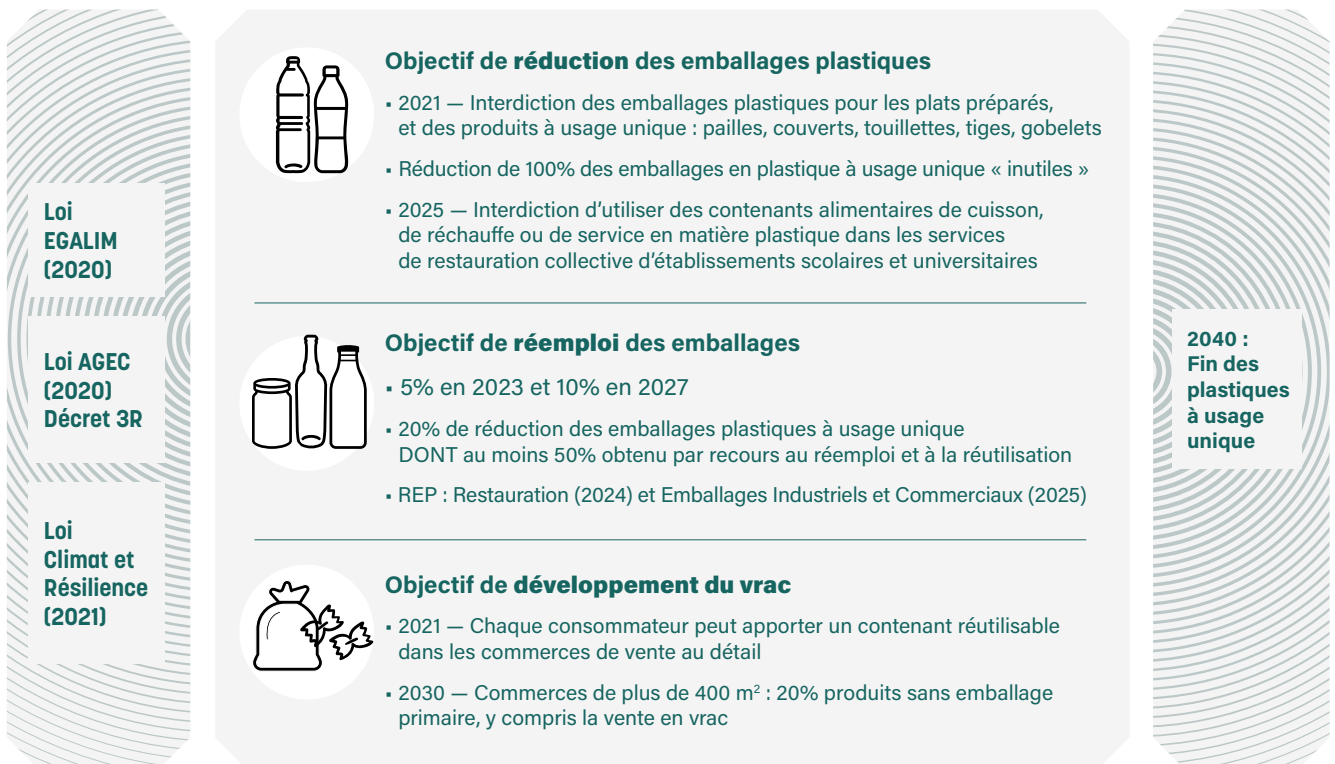 Loi
EGALIM
(2020)
Loi AGEC
(2020)
Décret 3R
Loi
Climat et
Résilience
(2021)
Objectif de réduction des emballages plastiques
▪ 2021 — Interdiction des emballages plastiques pour les plats préparés,
et des produits à usage unique : pailles, couverts, touillettes, tiges, gobelets
▪ Réduction de 100% des emballages en plastique à usage unique « inutiles »
▪ 2025 — Interdiction d’utiliser des contenants alimentaires de cuisson,
de réchauffe ou de service en matière plastique dans les services
de restauration collective d’établissements scolaires et universitaires
Objectif de réemploi des emballages
▪ 5% en 2023 et 10% en 2027
▪ 20% de réduction des emballages plastiques à usage unique
DONT au moins 50% obtenu par recours au réemploi et à la réutilisation
▪ REP : Restauration (2024) et Emballages Industriels et Commerciaux (2025)
Objectif de développement du vrac
▪ 2021 — Chaque consommateur peut apporter un contenant réutilisable
dans les commerces de vente au détail
▪ 2030 — Commerces de plus de 400 m² : 20% produits sans emballage
primaire, y compris la vente en vrac
2040 :
Fin des
plastiques
à usage
unique